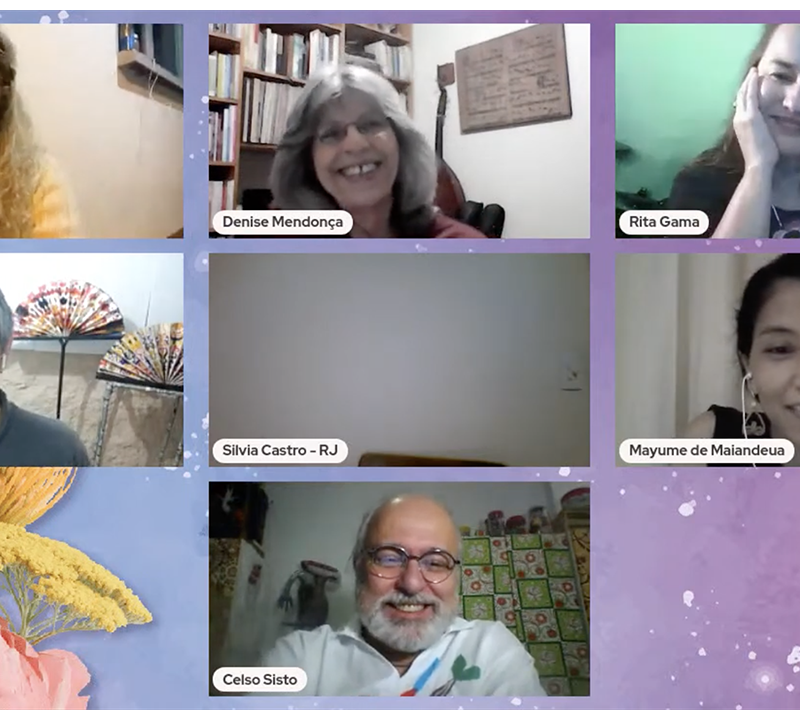 Denise Mendonça
Rita Gama
Silvia Castro - RJ
Mayume de Maiandeua
Celso Sisto